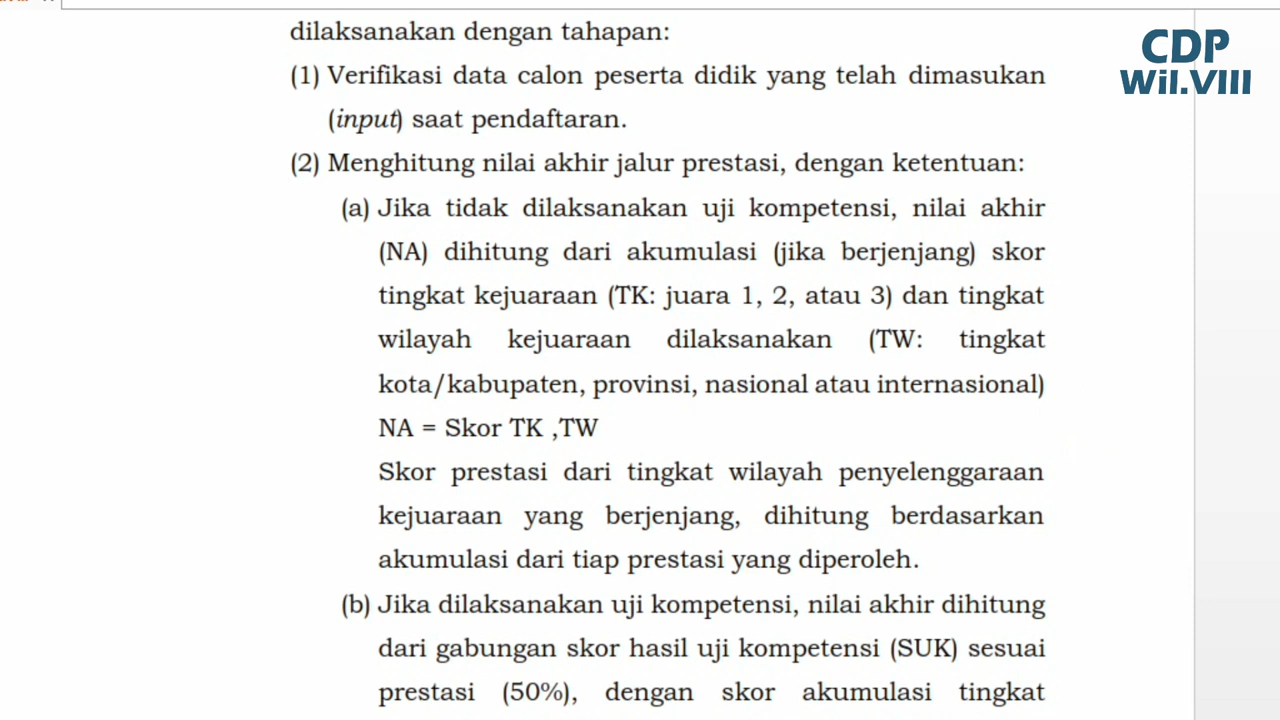 dilaksanakan dengan tahapan:
CDP
Wil.VIII
(1) Verifikasi data calon peserta didik yang telah dimasukan
(input) saat pendaftaran.
(2) Menghitung nilai akhir jalur prestasi, dengan ketentuan:
(a) Jika tidak dilaksanakan uji kompetensi, nilai akhir
(NA) dihitung dari akumulasi (jika berjenjang) skor
tingkat kejuaraan (TK: juara 1, 2, atau 3) dan tingkat
wilayah kejuaraan dilaksanakan (TW: tingkat
kota/kabupaten, provinsi, nasional atau internasional)
NA = Skor TK ,TW
Skor prestasi dari tingkat wilayah penyelenggaraan
kejuaraan yang berjenjang, dihitung berdasarkan
akumulasi dari tiap prestasi yang diperoleh.
(b) Jika dilaksanakan uji kompetensi, nilai akhir dihitung
dari gabungan skor hasil uji kompetensi (SUK) sesuai
prestasi (50%), dengan skor akumulasi tingkat